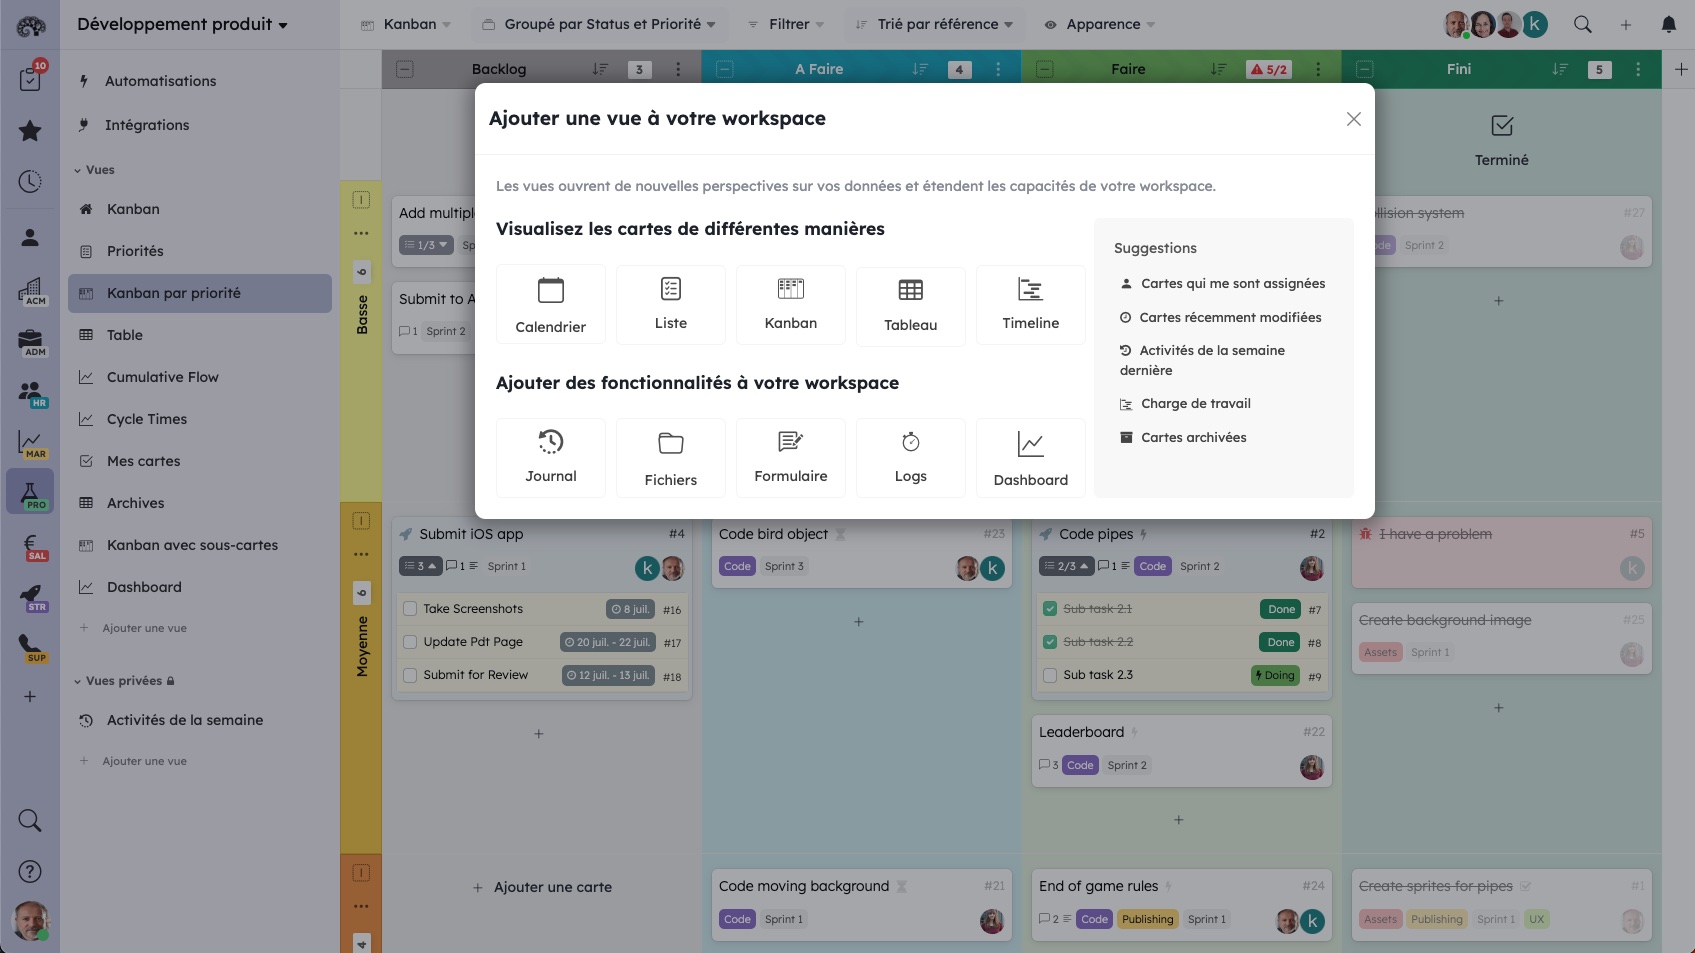 Développement produit
Kanban
Groupé par Status et Priorité
Filtrer
Trié par référence
Apparence
k
10
ACM
ADM
HR
MAR
PRO
SAL
STR
SUP
Automatisations
Intégrations
Vues
Kanban
Priorités
Kanban par priorité
Table
Cumulative Flow
Cycle Times
Mes cartes
Archives
Kanban avec sous-cartes
Dashboard
Ajouter une vue
Vues privées
Activités de la semaine
Ajouter une vue
Backlog 3
A Faire 4
Faire 5/2
Fini 5
Terminé
Ajouter une vue à votre workspace
Les vues ouvrent de nouvelles perspectives sur vos données et étendent les capacités de votre workspace.
Visualisez les cartes de différentes manières
Calendrier
Liste
Kanban
Tableau
Timeline
Ajouter des fonctionnalités à votre workspace
Journal
Fichiers
Formulaire
Logs
Dashboard
Suggestions
Cartes qui me sont assignées
Cartes récemment modifiées
Activités de la semaine
dernière
Charge de travail
Cartes archivées
Basse
6
Add multipl
1/3 Sp
Submit to A
1 Sprint 2
llision system #27
de Sprint 2
Moyenne
6
Submit iOS app #4
3 1 Sprint 1 k
Take Screenshots 8 juil. #16
Update Pdt Page 20 juil. - 22 juil. #17
Submit for Review 12 juil. - 13 juil. #18
Code bird object #23
Code Sprint 3 k
Code pipes #2
2/3 1 Code Sprint 2
Sub task 2.1 Done #7
Sub task 2.2 Done #8
Sub task 2.3 Doing #9
Leaderboard #22
3 Code Sprint 2
I have a problem #5
k
Create background image #25
Assets Sprint 1
4
Ajouter une carte
Code moving background #21
Code Sprint 1
End of game rules #24
2 Code Publishing Sprint 1 k
Create sprites for pipes #1
Assets Publishing Sprint 1 UX